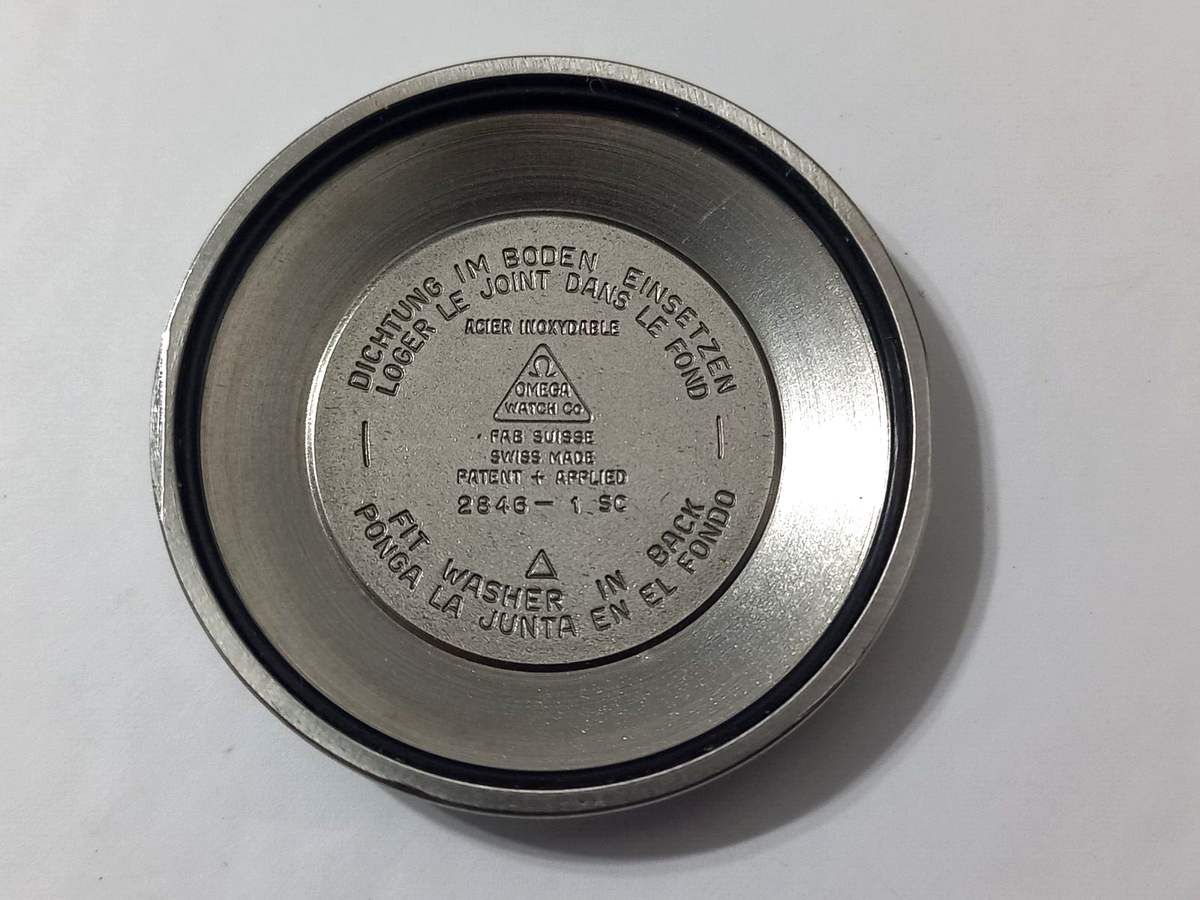 DICHTUNG IM BODEN EINSETZEN
LOGER LE JOINT DANS LE FOND
ACIER INOXYDABLE
Ω
OMEGA
WATCH Co
FAB SUISSE
SWISS MADE
PATENT + APPLIED
2846 - 1 SC
FIT WASHER IN BACK
PONGA LA JUNTA EN EL FONDO